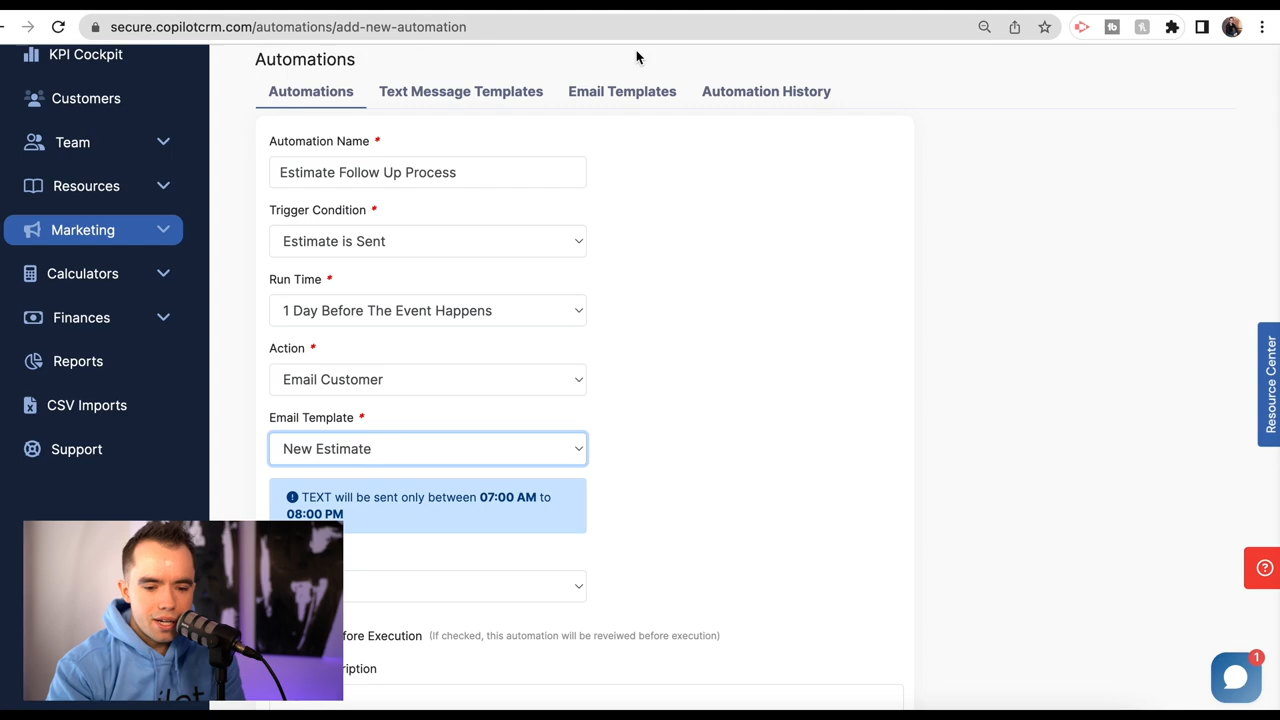 secure.copilotcrm.com/automations/add-new-automation
KPI Cockpit
Customers
Team
Resources
Marketing
Calculators
Finances
Reports
CSV Imports
Support
Automations
Automations Text Message Templates Email Templates Automation History
Automation Name *
Estimate Follow Up Process
Trigger Condition *
Estimate is Sent
Run Time *
1 Day Before The Event Happens
Action *
Email Customer
Email Template *
New Estimate
TEXT will be sent only between 07:00 AM to
08:00 PM
fore Execution (If checked, this automation will be reveiwed before execution)
ription
Resource Center
1